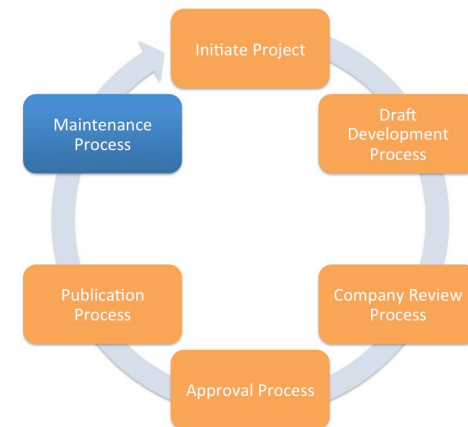 Initiate Project
Draft
Development
Process
Company Review
Process
Approval Process
Publication
Process
Maintenance
Process